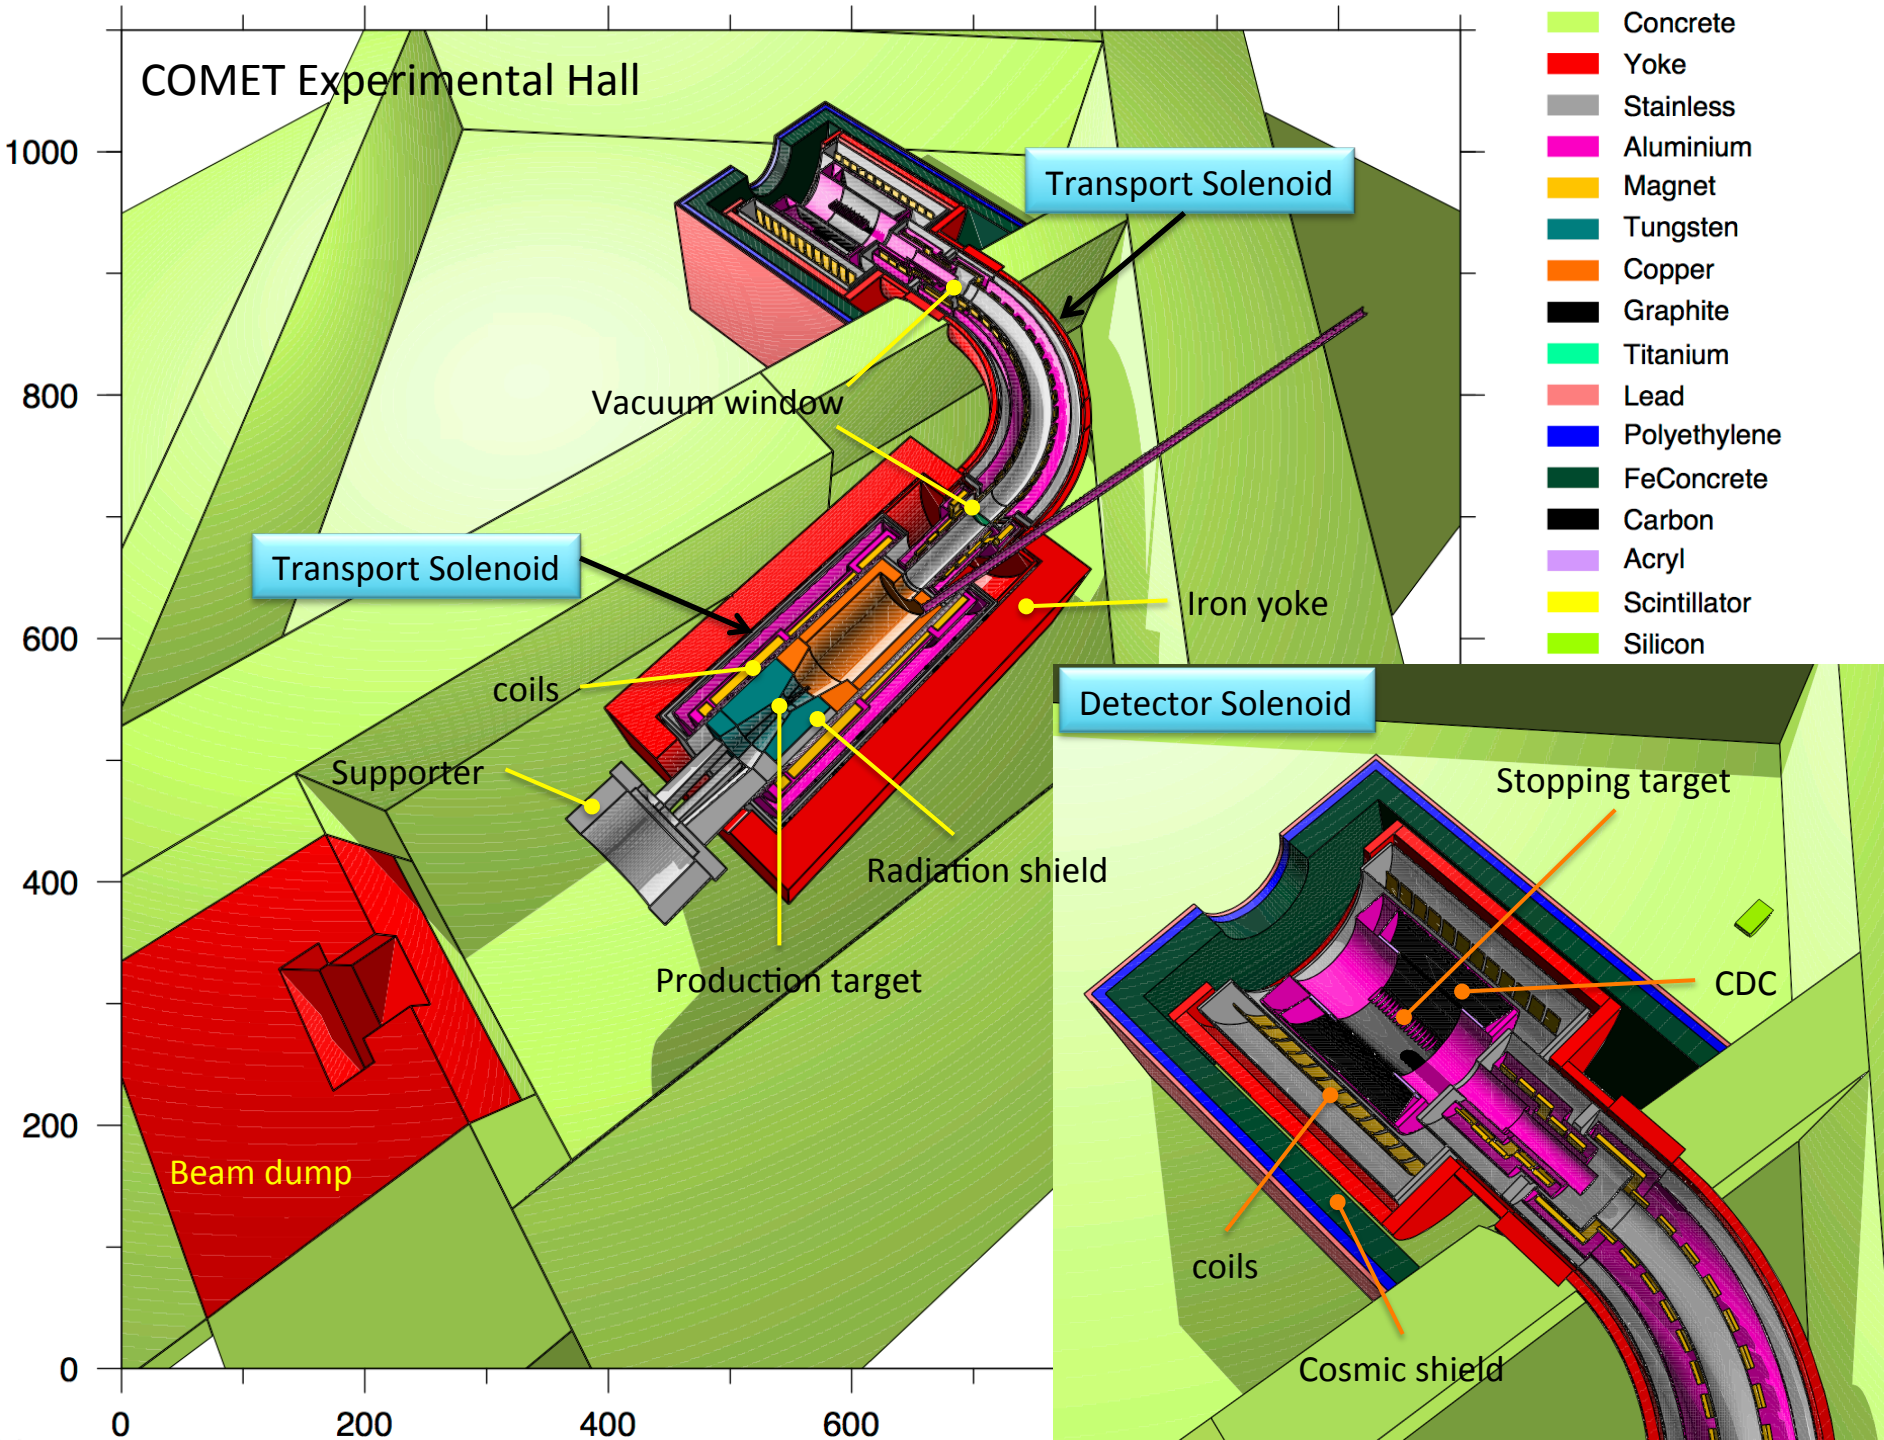 COMET Experimental Hall
Concrete
Yoke
Stainless
Aluminium
Magnet
Tungsten
Copper
Graphite
Titanium
Lead
Polyethylene
FeConcrete
Carbon
Acryl
Scintillator
Silicon
1000
800
600
400
200
0
0
200
400
600
Transport Solenoid
Vacuum window
Transport Solenoid
Iron yoke
coils
Supporter
Radiation shield
Production target
Beam dump
Detector Solenoid
Stopping target
CDC
coils
Cosmic shield